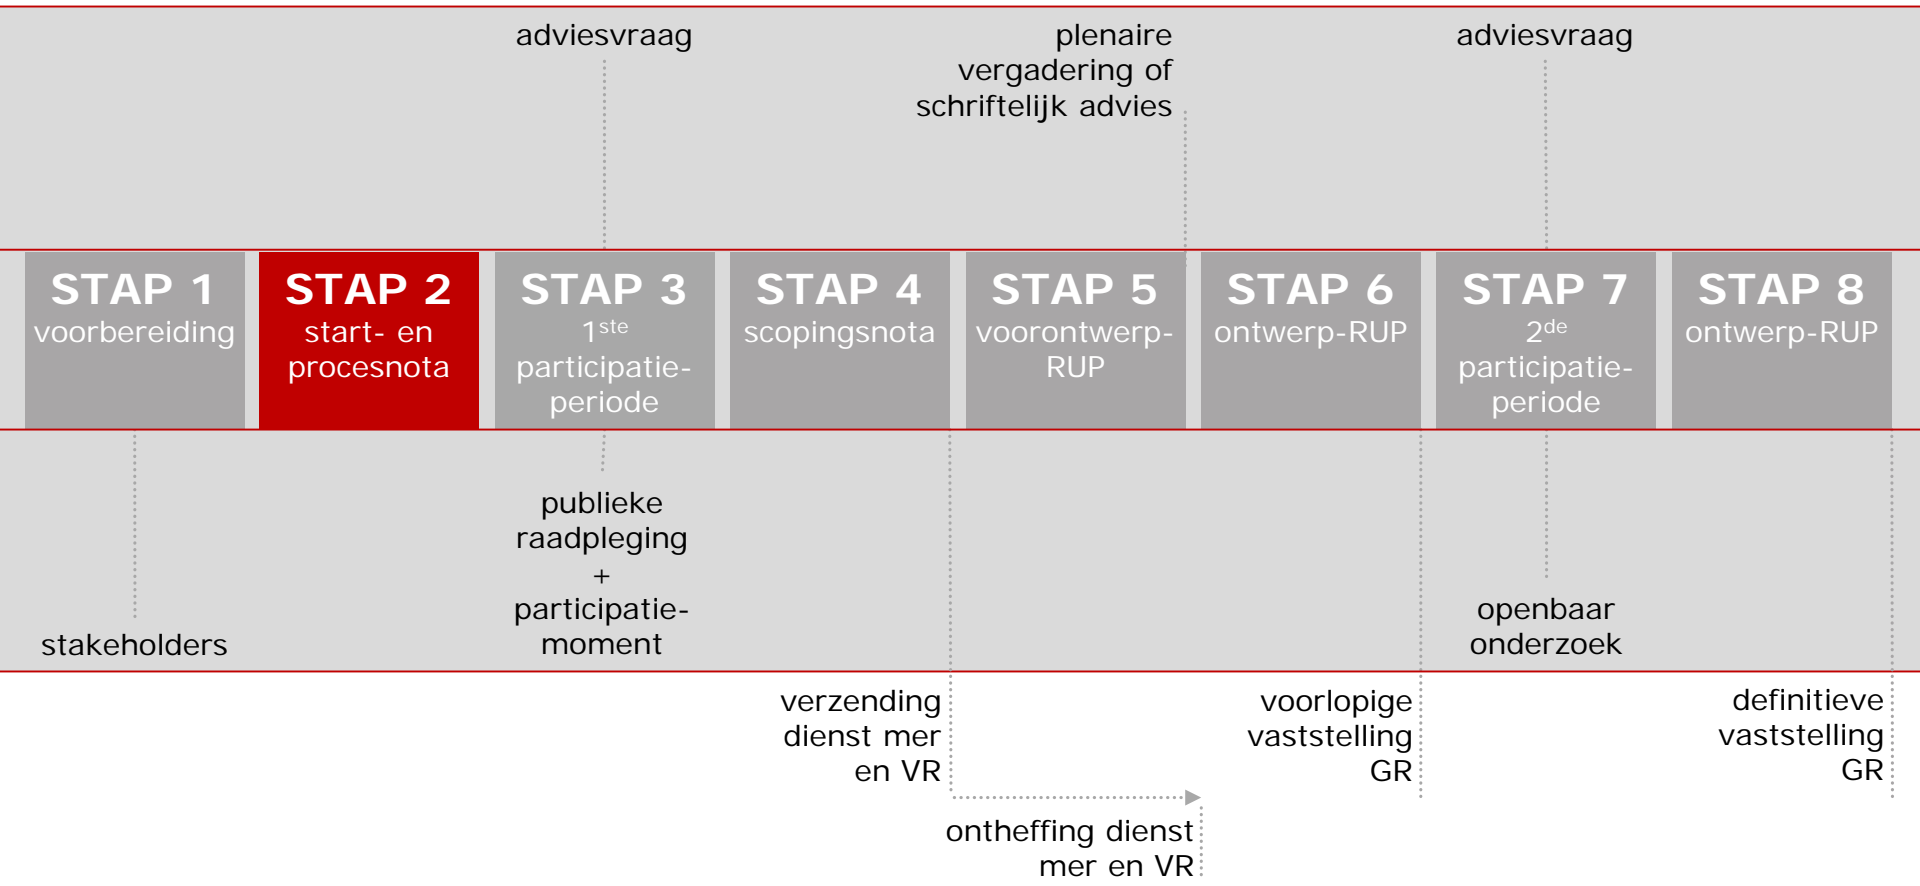 adviesvraag
plenaire
vergadering of
schriftelijk advies
adviesvraag
STAP 1
voorbereiding
STAP 2
start- en
procesnota
STAP 3
1ste
participatie-
periode
STAP 4
scopingsnota
STAP 5
voorontwerp-
RUP
STAP 6
ontwerp-RUP
STAP 7
2de
participatie-
periode
STAP 8
ontwerp-RUP
stakeholders
publieke
raadpleging
+
participatie-
moment
openbaar
onderzoek
verzending
dienst mer
en VR
ontheffing dienst
mer en VR
voorlopige
vaststelling
GR
definitieve
vaststelling
GR